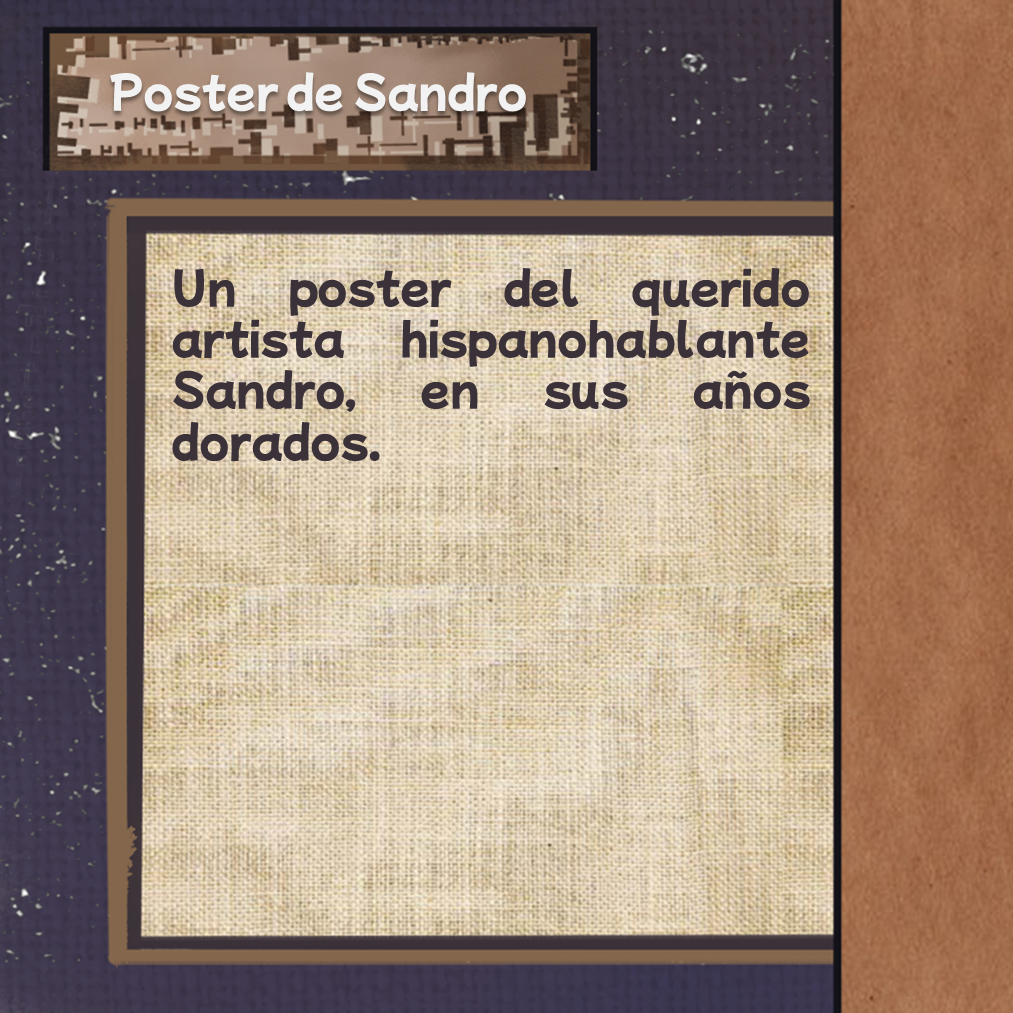 Poster de Sandro
Un poster del querido
artista hispanohablante
Sandro, en sus años
dorados.